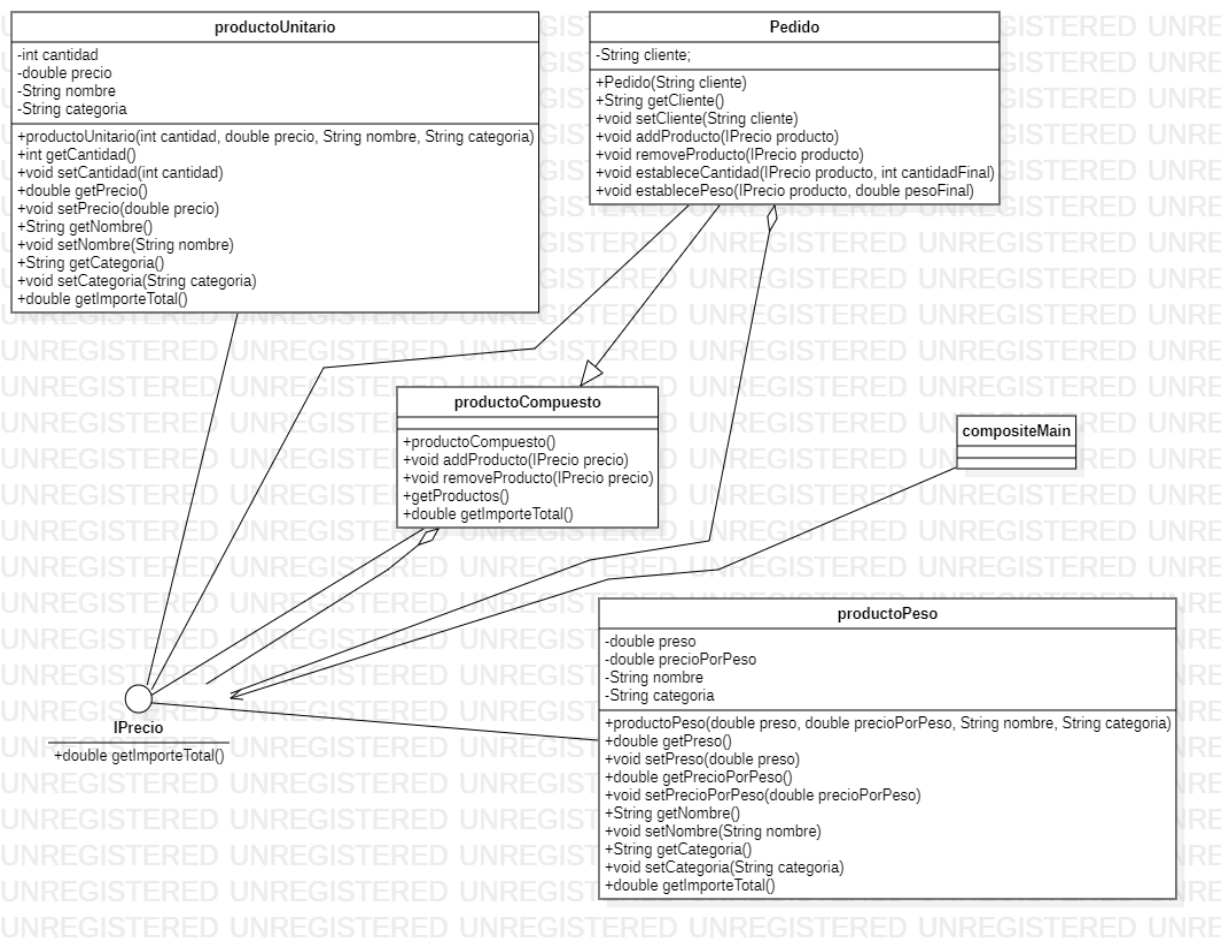 productoUnitario
-int cantidad
-double precio
-String nombre
-String categoria
+productoUnitario(int cantidad, double precio, String nombre, String categoria)
+int getCantidad()
+void setCantidad(int cantidad)
+double getPrecio()
+void setPrecio(double precio)
+String getNombre()
+void setNombre(String nombre)
+String getCategoria()
+void setCategoria(String categoria)
+double getImporteTotal()
Pedido
-String cliente;
+Pedido(String cliente)
+String getCliente()
+void setCliente(String cliente)
+void addProducto(IPrecio producto)
+void removeProducto(IPrecio producto)
+void estableceCantidad(IPrecio producto, int cantidadFinal)
+void establecePeso(IPrecio producto, double pesoFinal)
productoCompuesto
+productoCompuesto()
+void addProducto(IPrecio precio)
+void removeProducto(IPrecio precio)
+getProductos()
+double getImporteTotal()
compositeMain
productoPeso
-double preso
-double precioPorPeso
-String nombre
-String categoria
+productoPeso(double preso, double precioPorPeso, String nombre, String categoria)
+double getPreso()
+void setPreso(double preso)
+double getPrecioPorPeso()
+void setPrecioPorPeso(double precioPorPeso)
+String getNombre()
+void setNombre(String nombre)
+String getCategoria()
+void setCategoria(String categoria)
+double getImporteTotal()
IPrecio
+double getImporteTotal()